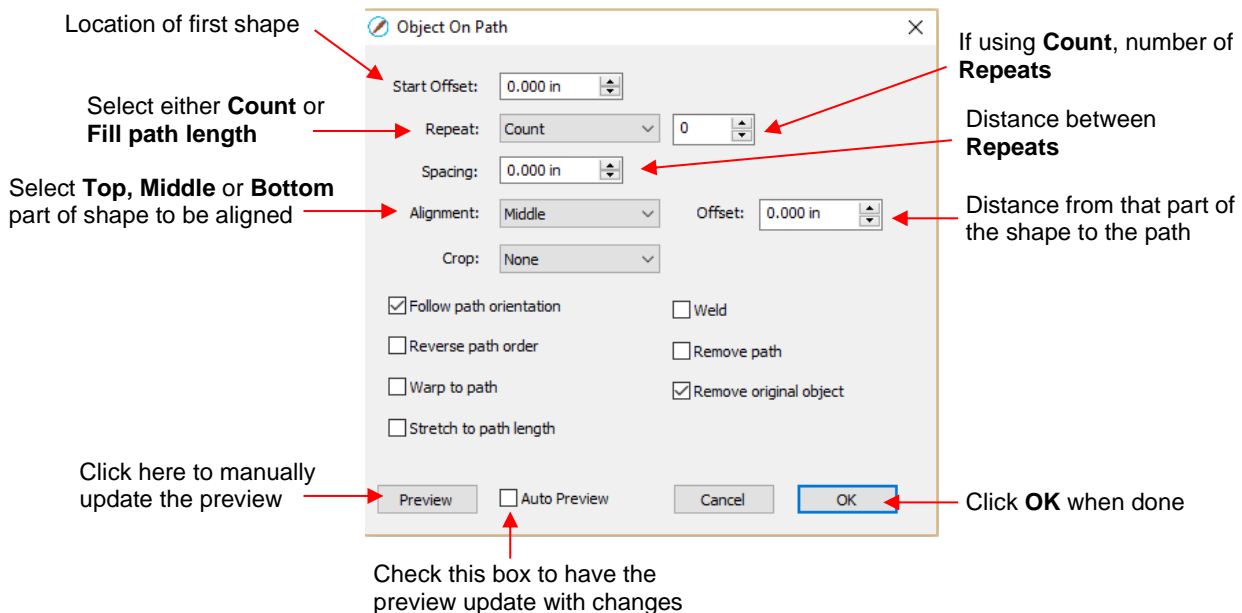 Location of first shape
Object On Path
If using Count, number of
Repeats
Start Offset: 0.000 in
Select either Count or
Fill path length
Repeat: Count 0
Distance between
Repeats
Spacing: 0.000 in
Select Top, Middle or Bottom
part of shape to be aligned
Alignment: Middle Offset: 0.000 in
Distance from that part of
the shape to the path
Crop: None
Follow path orientation Weld
Reverse path order Remove path
Warp to path Remove original object
Stretch to path length
Click here to manually
update the preview
Preview Auto Preview Cancel OK
Click OK when done
Check this box to have the
preview update with changes